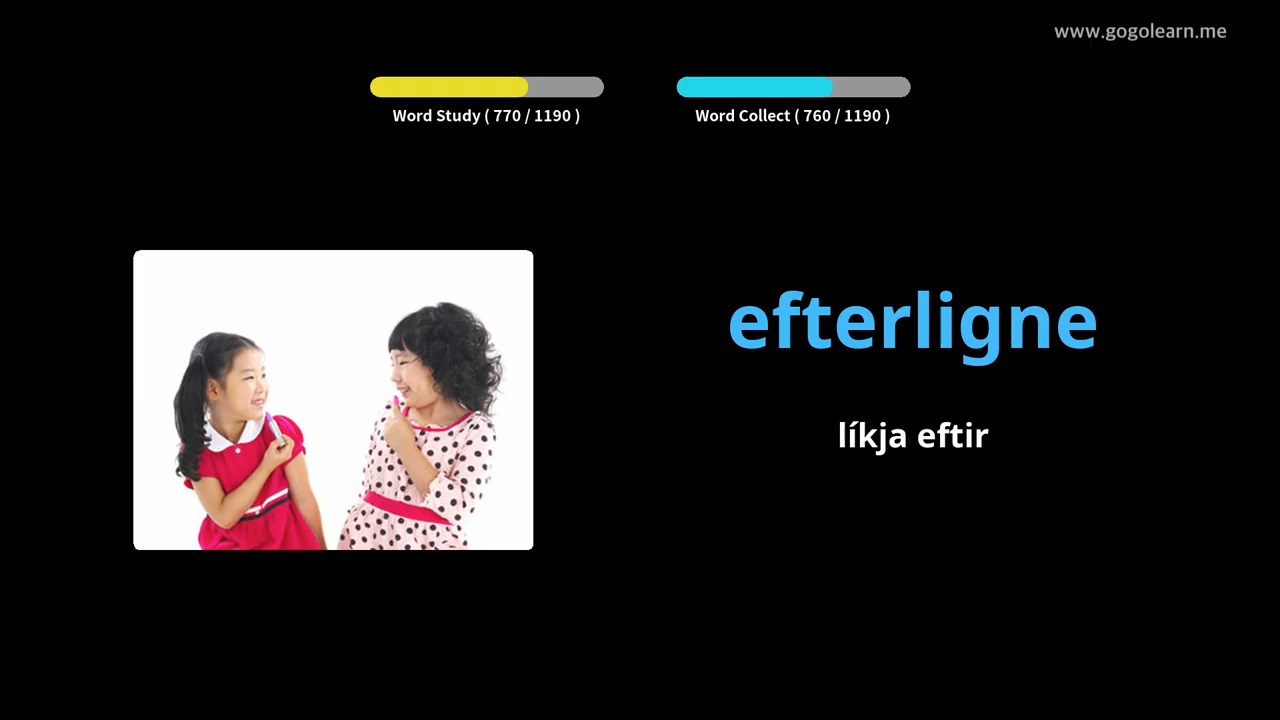 www.gogolearn.me
Word Study ( 770 / 1190 )
Word Collect ( 760 / 1190 )
efterligne
líkja eftir